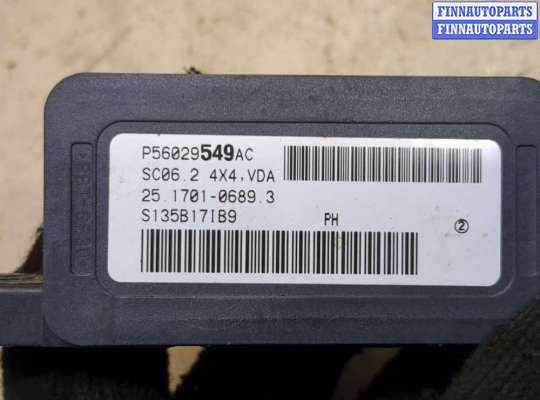 FINNAUTOPARTS
FINNAUTOPARTS
P56029549AC
SC06.2 4X4,VDA
25.1701-0689.3
S135B17IB9 PH 2